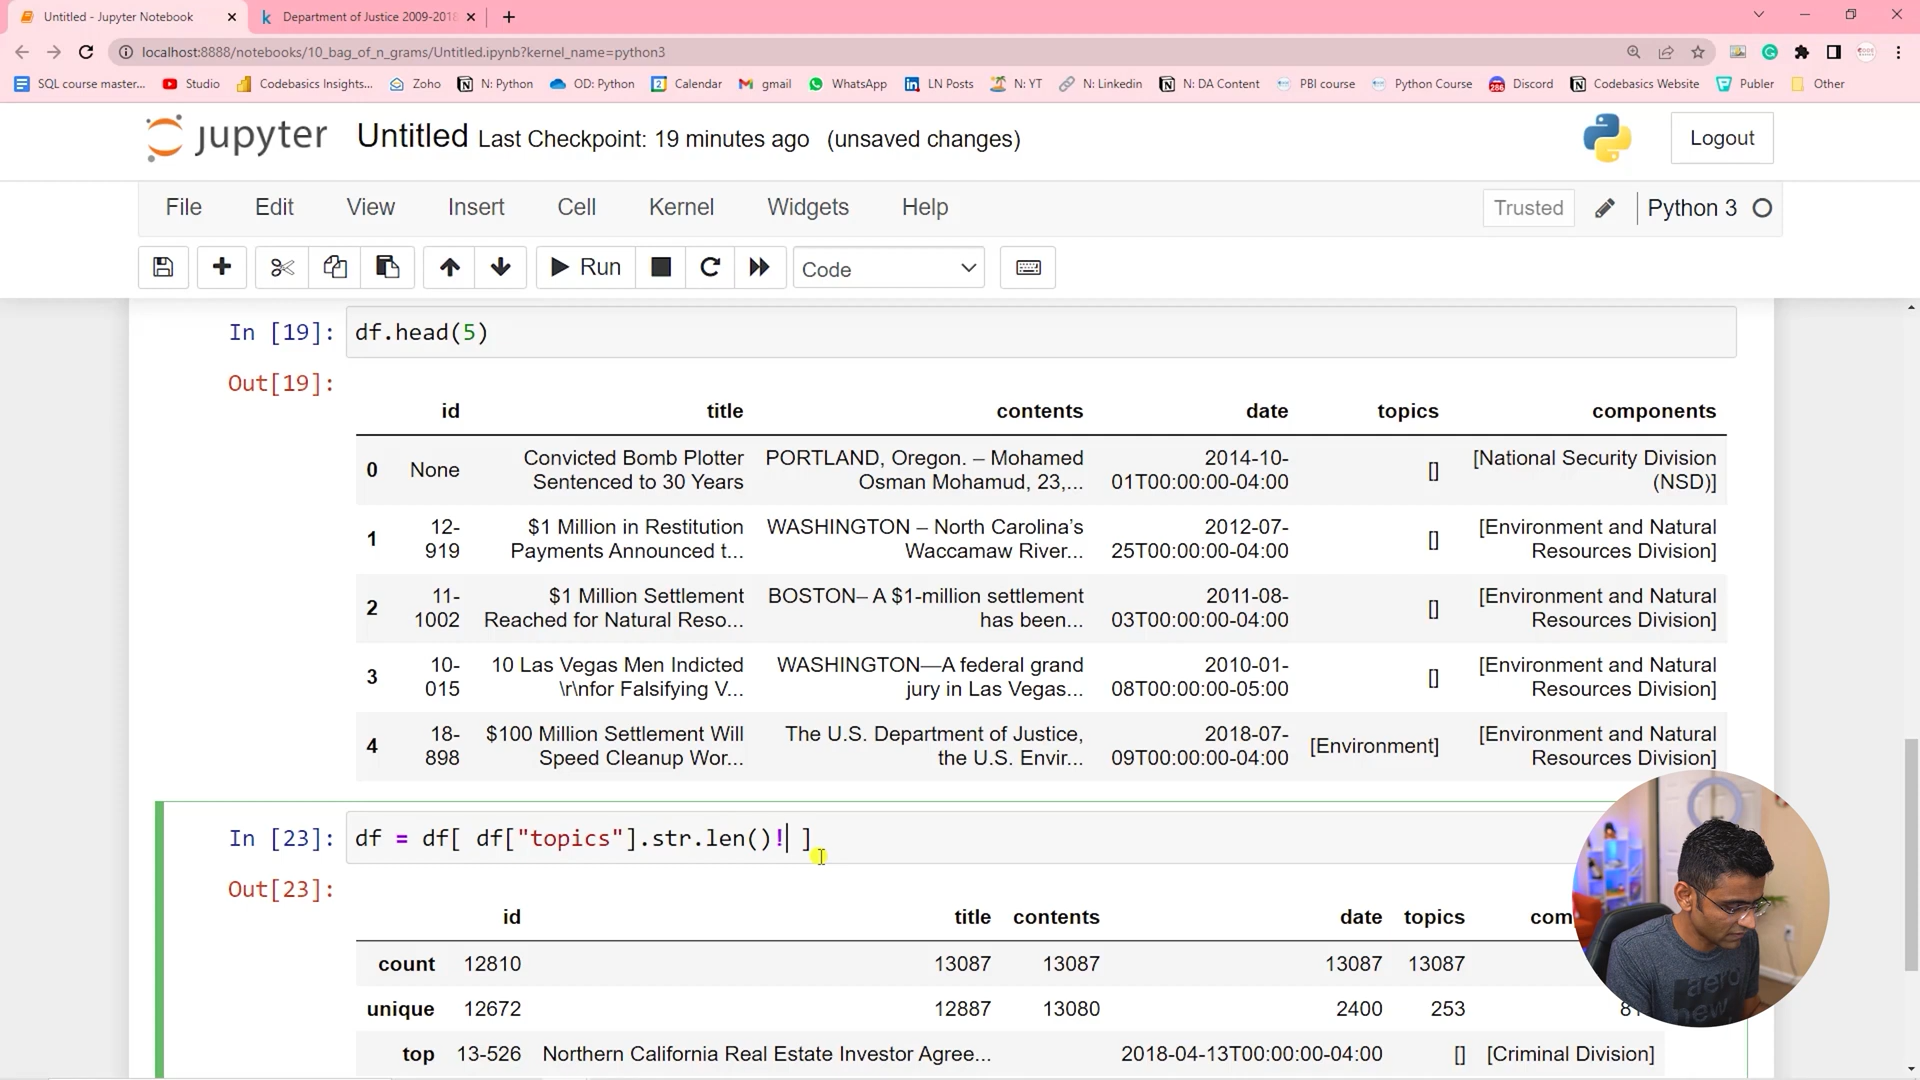 Untitled - Jupyter Notebook
Department of Justice 2009-2018
localhost:8888/notebooks/10_bag_of_n_grams/Untitled.ipynb?kernel_name=python3
SQL course master... Studio Codebasics Insights... Zoho N: Python OD: Python Calendar gmail WhatsApp LN Posts N: YT N: Linkedin N: DA Content PBI course Python Course Discord Codebasics Website Publer Other
jupyter Untitled Last Checkpoint: 19 minutes ago (unsaved changes)
Logout
File Edit View Insert Cell Kernel Widgets Help
Trusted Python 3
Run Code
In [19]: df.head(5)
Out[19]:
id title contents date topics components
0 None Convicted Bomb Plotter Sentenced to 30 Years PORTLAND, Oregon. – Mohamed Osman Mohamud, 23,... 2014-10-01T00:00:00-04:00 [] [National Security Division (NSD)]
1 12-919 $1 Million in Restitution Payments Announced t... WASHINGTON – North Carolina’s Waccamaw River... 2012-07-25T00:00:00-04:00 [] [Environment and Natural Resources Division]
2 11-1002 $1 Million Settlement Reached for Natural Reso... BOSTON– A $1-million settlement has been... 2011-08-03T00:00:00-04:00 [] [Environment and Natural Resources Division]
3 10-015 10 Las Vegas Men Indicted \r\nfor Falsifying V... WASHINGTON—A federal grand jury in Las Vegas... 2010-01-08T00:00:00-05:00 [] [Environment and Natural Resources Division]
4 18-898 $100 Million Settlement Will Speed Cleanup Wor... The U.S. Department of Justice, the U.S. Envir... 2018-07-09T00:00:00-04:00 [Environment] [Environment and Natural Resources Division]
In [23]: df = df[ df["topics"].str.len()! ]
Out[23]:
id title contents date topics com
count 12810 13087 13087 13087 13087
unique 12672 12887 13080 2400 253
top 13-526 Northern California Real Estate Investor Agree... 2018-04-13T00:00:00-04:00 [] [Criminal Division]
aero
new